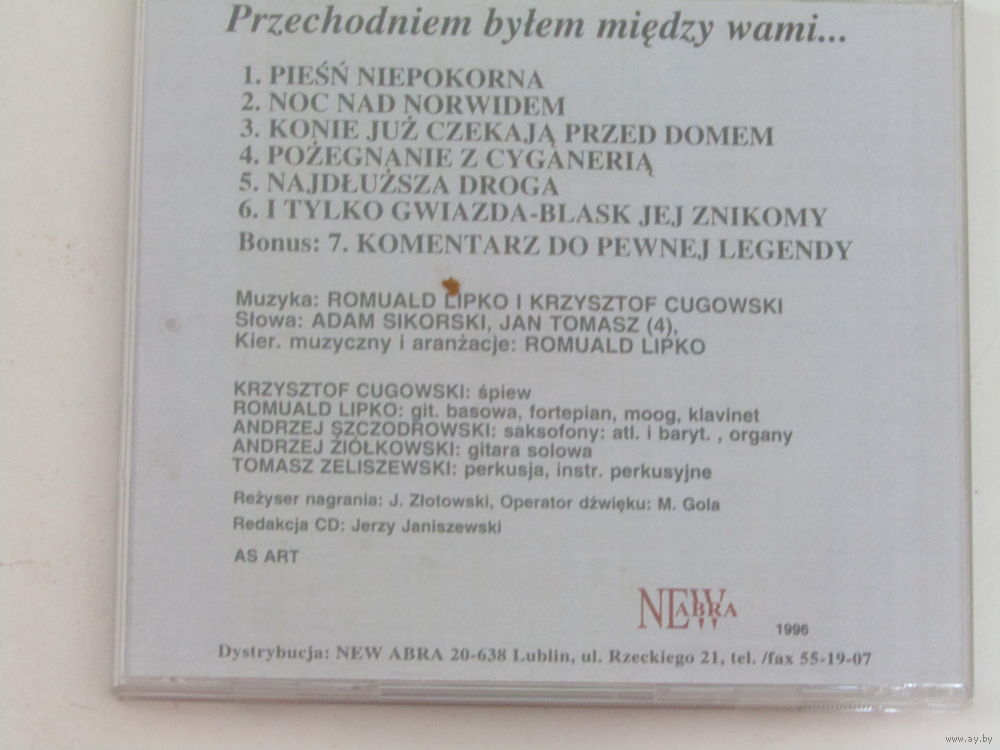 Przechodniem byłem między wami...
1. PIEŚŃ NIEPOKORNA
2. NOC NAD NORWIDEM
3. KONIE JUŻ CZEKAJĄ PRZED DOMEM
4. POŻEGNANIE Z CYGANERIĄ
5. NAJDŁUŻSZA DROGA
6. I TYLKO GWIAZDA-BLASK JEJ ZNIKOMY
Bonus: 7. KOMENTARZ DO PEWNEJ LEGENDY
Muzyka: ROMUALD LIPKO I KRZYSZTOF CUGOWSKI
Słowa: ADAM SIKORSKI, JAN TOMASZ (4),
Kier. muzyczny i aranżacje: ROMUALD LIPKO
KRZYSZTOF CUGOWSKI: śpiew
ROMUALD LIPKO: git. basowa, fortepian, moog, klavinet
ANDRZEJ SZCZODROWSKI: saksofony: atl. i baryt. , organy
ANDRZEJ ZIÓŁKOWSKI: gitara solowa
TOMASZ ZELISZEWSKI: perkusja, instr. perkusyjne
Reżyser nagrania: J. Złotowski, Operator dźwięku: M. Gola
Redakcja CD: Jerzy Janiszewski
AS ART
NEW ABRA
1996
Dystrybucja: NEW ABRA 20-638 Lublin, ul. Rzeckiego 21, tel. /fax 55-19-07
www.ay.by